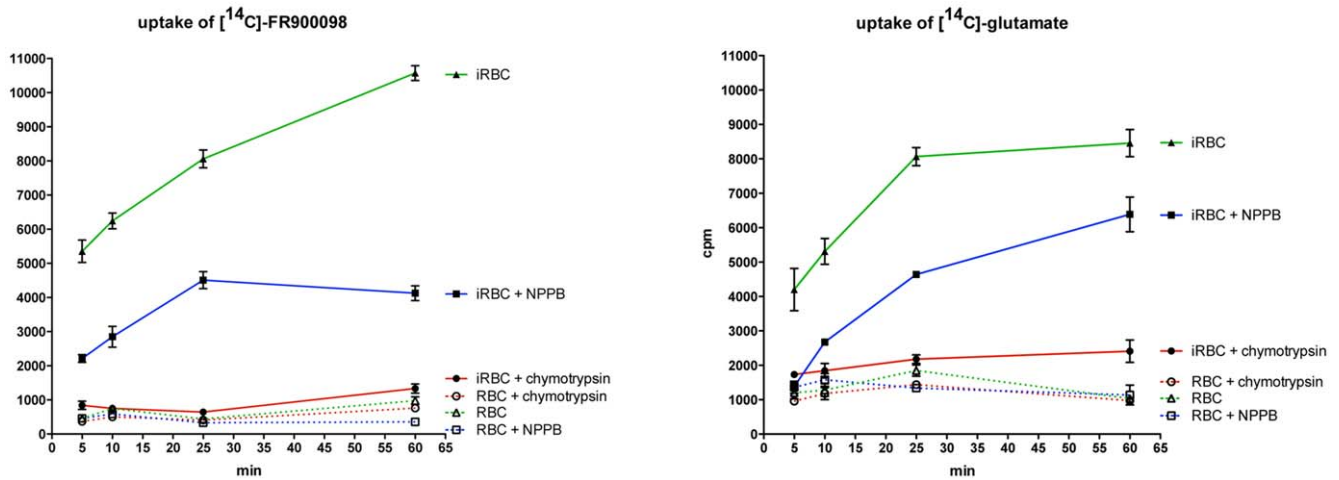 uptake of [14C]-FR900098
11000
10000
9000
8000
7000
6000
5000
4000
3000
2000
1000
0
0 5 10 15 20 25 30 35 40 45 50 55 60 65
min
iRBC
iRBC + NPPB
iRBC + chymotrypsin
RBC + chymotrypsin
RBC
RBC + NPPB
uptake of [14C]-glutamate
cpm
11000
10000
9000
8000
7000
6000
5000
4000
3000
2000
1000
0
0 5 10 15 20 25 30 35 40 45 50 55 60 65
min
iRBC
iRBC + NPPB
iRBC + chymotrypsin
RBC + chymotrypsin
RBC
RBC + NPPB